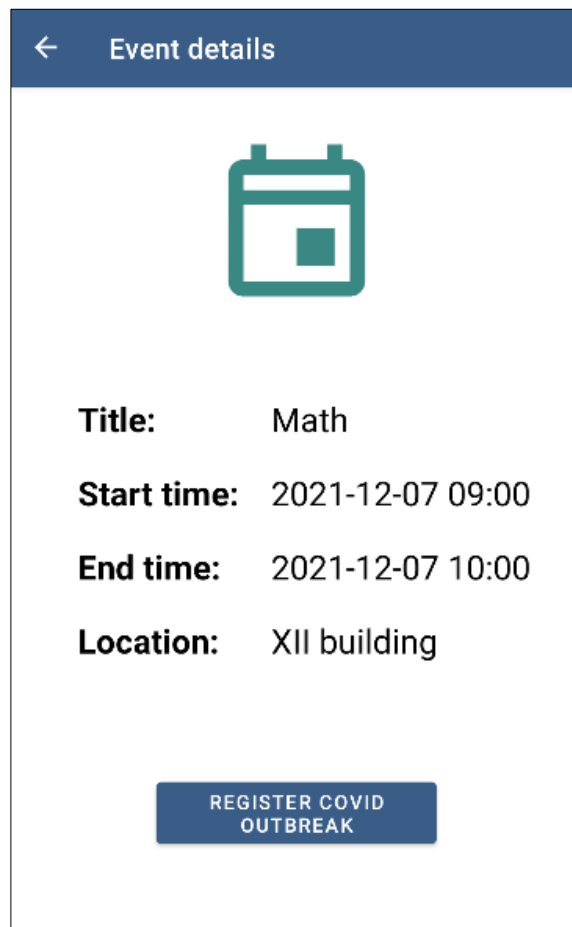 Event details
Title: Math
Start time: 2021-12-07 09:00
End time: 2021-12-07 10:00
Location: XII building
REGISTER COVID
OUTBREAK